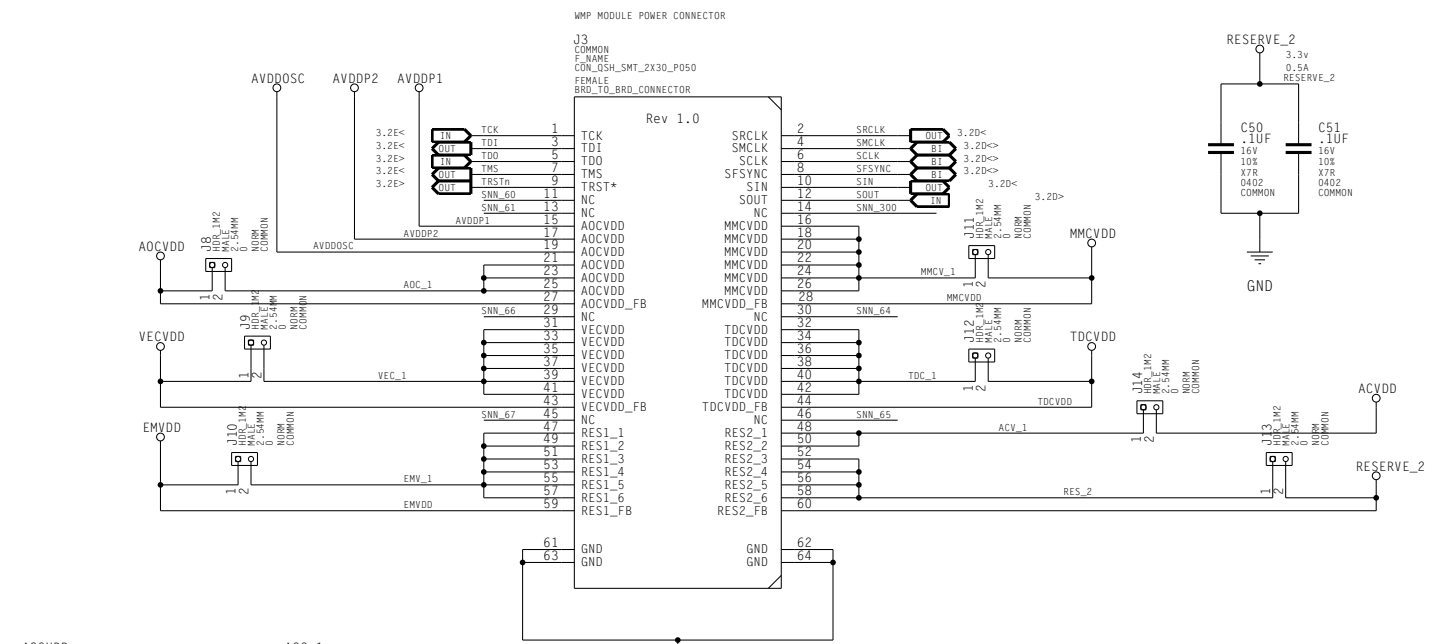 WMP MODULE POWER CONNECTOR
J3
COMMON
F_NAME
CON_QSH_SMT_2X30_P050
FEMALE
BRD_TO_BRD_CONNECTOR
Rev 1.0
AVDDOSC AVDDP2 AVDDP1
3.2E< IN TCK 1 TCK
3.2E< OUT TDI 3 TDI
3.2E> IN TDO 5 TDO
3.2E< OUT TMS 7 TMS
3.2E> OUT TRSTn 9 TRST*
SNN_60 11 NC
SNN_61 13 NC
AVDDP1 15 AOCVDD
AVDDP2 17 AOCVDD
AVDDOSC 19 AOCVDD
21 AOCVDD
23 AOCVDD
AOC_1 25 AOCVDD
27 AOCVDD_FB
SNN_66 29 NC
31 VECVDD
33 VECVDD
35 VECVDD
37 VECVDD
VEC_1 39 VECVDD
41 VECVDD
43 VECVDD_FB
SNN_67 45 NC
47 RES1_1
49 RES1_2
51 RES1_3
53 RES1_4
EMV_1 55 RES1_5
57 RES1_6
EMVDD 59 RES1_FB
61 GND
63 GND
AOCVDD
J8
HDR_1M2
MALE
2.54MM
0
NORM
COMMON
1
2
VECVDD
J9
HDR_1M2
MALE
2.54MM
0
NORM
COMMON
1
2
EMVDD
J10
HDR_1M2
MALE
2.54MM
0
NORM
COMMON
1
2
SRCLK 2 SRCLK OUT 3.2D<
SMCLK 4 SMCLK BI 3.2D<>
SCLK 6 SCLK BI 3.2D<>
SFSYNC 8 SFSYNC BI 3.2D<>
SIN 10 SIN OUT 3.2D<
SOUT 12 SOUT IN 3.2D>
NC 14 SNN_300
MMCVDD 16
MMCVDD 18
MMCVDD 20
MMCVDD 22
MMCVDD 24 MMCV_1
MMCVDD 26
MMCVDD_FB 28 MMCVDD
NC 30 SNN_64
TDCVDD 32
TDCVDD 34
TDCVDD 36
TDCVDD 38
TDCVDD 40 TDC_1
TDCVDD 42
TDCVDD_FB 44 TDCVDD
NC 46 SNN_65
RES2_1 48 ACV_1
RES2_2 50
RES2_3 52
RES2_4 54
RES2_5 56
RES2_6 58 RES_2
RES2_FB 60
GND 62
GND 64
J11
HDR_1M2
MALE
2.54MM
0
NORM
COMMON
1
2
MMCVDD
J12
HDR_1M2
MALE
2.54MM
0
NORM
COMMON
1
2
TDCVDD
J14
HDR_1M2
MALE
2.54MM
0
NORM
COMMON
1
2
ACVDD
J13
HDR_1M2
MALE
2.54MM
0
NORM
COMMON
1
2
RESERVE_2
RESERVE_2
3.3v
0.5A
RESERVE_2
C50
.1UF
16V
10%
X7R
0402
COMMON
C51
.1UF
16V
10%
X7R
0402
COMMON
GND